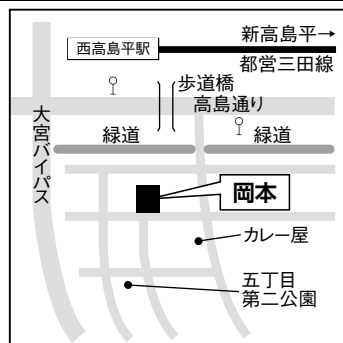 新高島平→
西高島平駅
都営三田線
歩道橋
高島通り
大宮バイパス
緑道
緑道
岡本
カレー屋
五丁目
第二公園